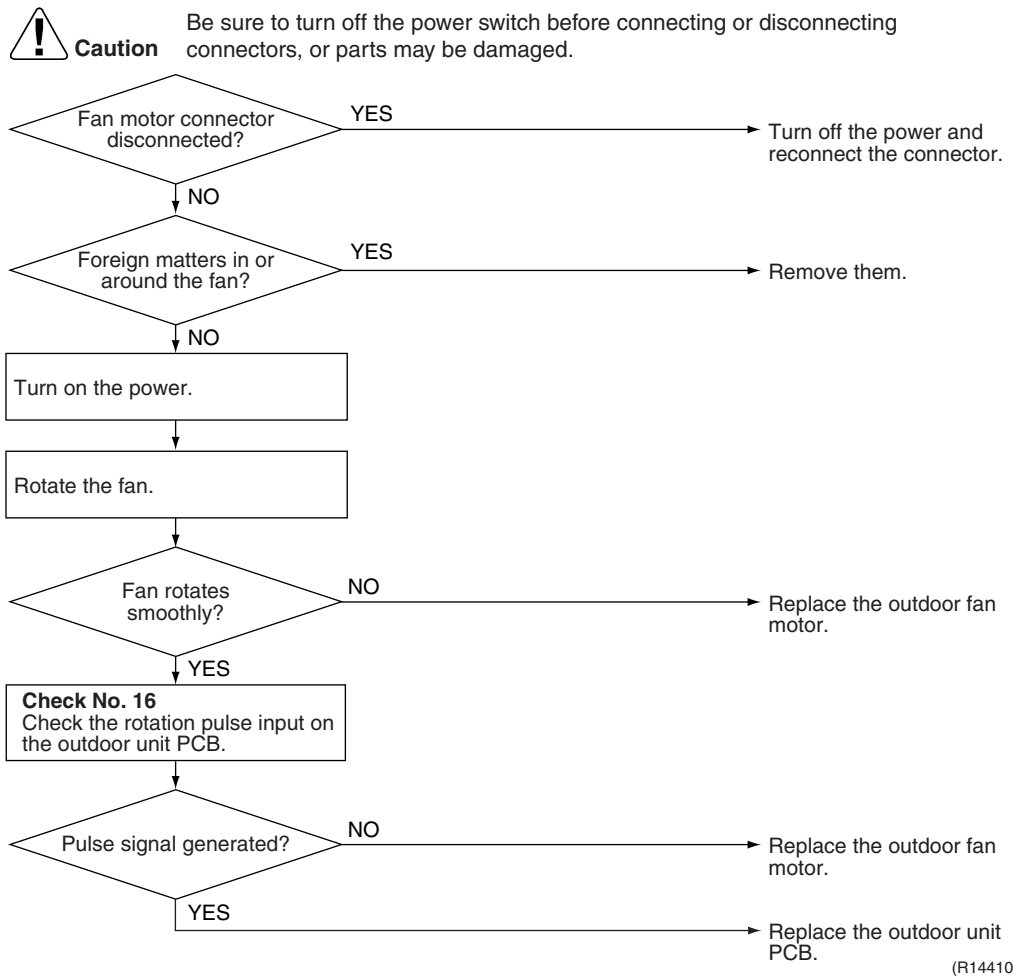 Be sure to turn off the power switch before connecting or disconnecting
Caution connectors, or parts may be damaged.
Fan motor connector
disconnected?
YES
Turn off the power and
reconnect the connector.
NO
Foreign matters in or
around the fan?
YES
Remove them.
NO
Turn on the power.
Rotate the fan.
Fan rotates
smoothly?
NO
Replace the outdoor fan
motor.
YES
Check No. 16
Check the rotation pulse input on
the outdoor unit PCB.
Pulse signal generated?
NO
Replace the outdoor fan
motor.
YES
Replace the outdoor unit
PCB.
(R14410